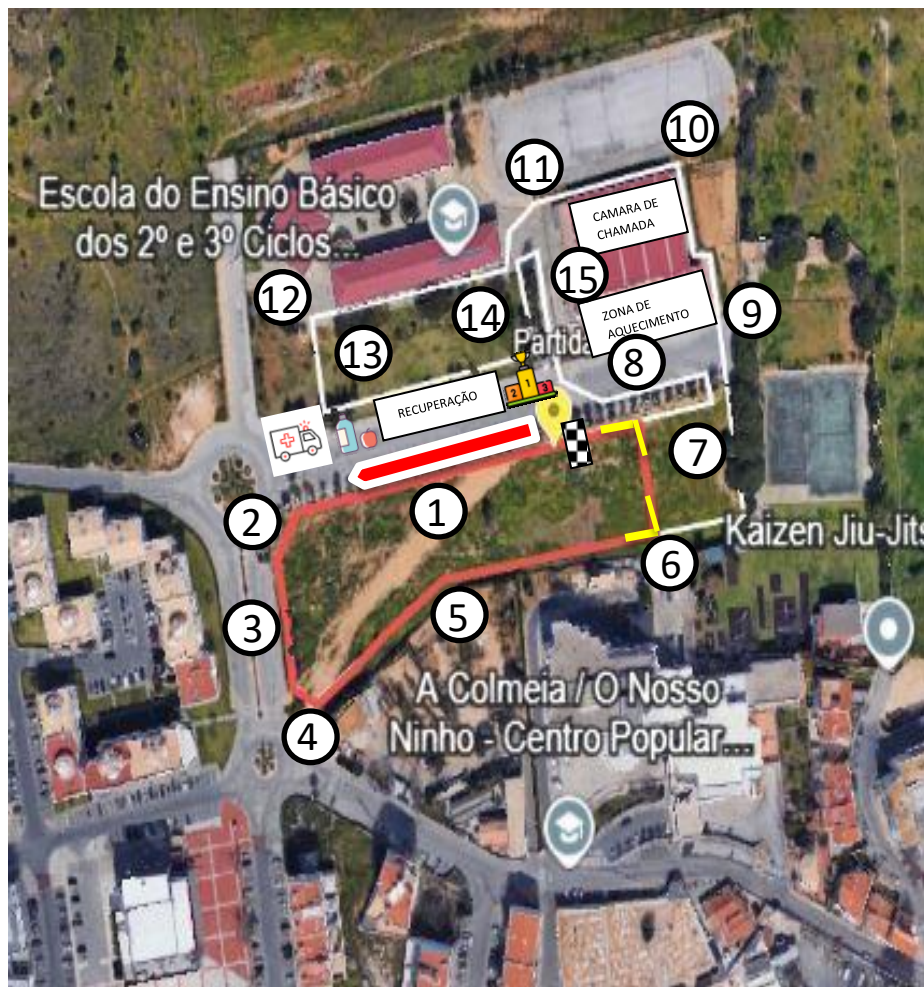 10
11
Escola do Ensino Básico
dos 2º e 3º Ciclos...
CAMARA DE
CHAMADA
15
12
14
ZONA DE
AQUECIMENTO
9
13
Partida
8
1
2
3
RECUPERAÇÃO
7
1
2
Kaizen Jiu-Jits
6
3
5
A Colmeia / O Nosso
Ninho - Centro Popular...
4